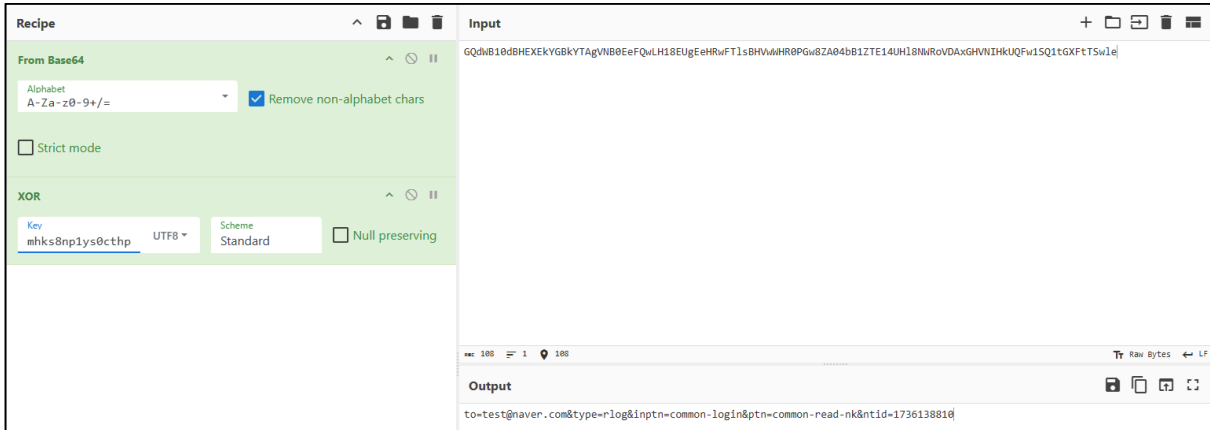 Recipe
Input
From Base64
GQdWB10dBHEXEkYGBkYTAgVNB0EeFQwLH18EUgEeHRwFTlsBHVwWHR0PGw8ZA04bB1ZTE14UHl8NWRoVDAxGHVNIHkUQFw1SQ1tGXFtTSwle
Alphabet
A-Za-z0-9+/=
Remove non-alphabet chars
Strict mode
XOR
Key
mhks8np1ys0cthp
UTF8
Scheme
Standard
Null preserving
ABC 108 1 108
Tт Raw Bytes LF
Output
to=test@naver.com&type=rlog&inptn=common-login&ptn=common-read-nk&ntid=1736138810